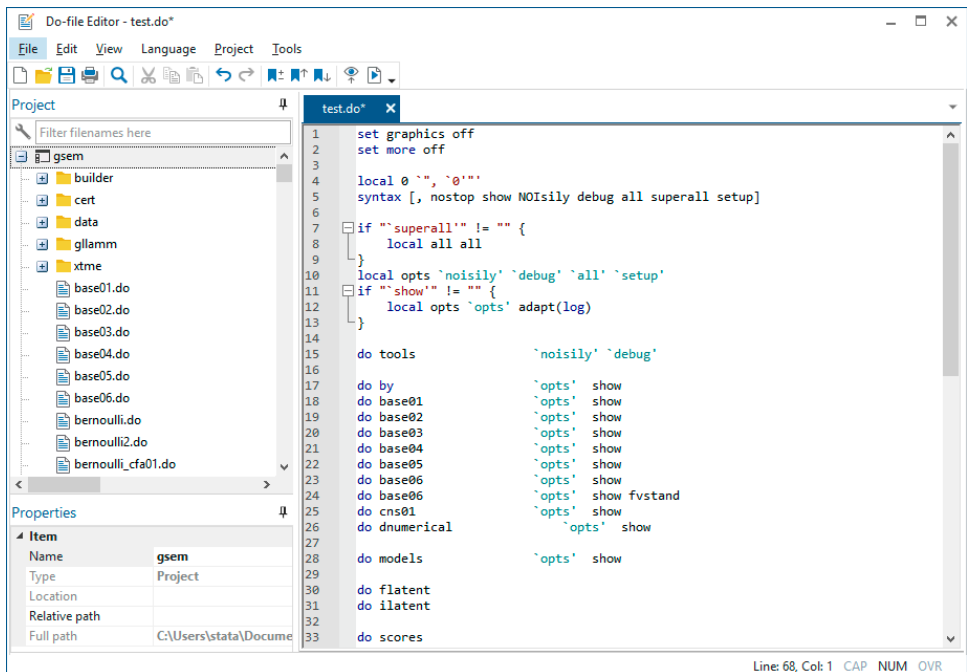 Do-file Editor - test.do*
File Edit View Language Project Tools
Project
Filter filenames here
gsem
builder
cert
data
gllamm
xtme
base01.do
base02.do
base03.do
base04.do
base05.do
base06.do
bernoulli.do
bernoulli2.do
bernoulli_cfa01.do
Properties
Item
Name gsem
Type Project
Location
Relative path
Full path C:\Users\stata\Docume
test.do*
1 set graphics off
2 set more off
3
4 local 0 `", `0'"'
5 syntax [, nostop show NOIsily debug all superall setup]
6
7 if "`superall'" != "" {
8 local all all
9 }
10 local opts `noisily' `debug' `all' `setup'
11 if "`show'" != "" {
12 local opts `opts' adapt(log)
13 }
14
15 do tools `noisily' `debug'
16
17 do by `opts' show
18 do base01 `opts' show
19 do base02 `opts' show
20 do base03 `opts' show
21 do base04 `opts' show
22 do base05 `opts' show
23 do base06 `opts' show
24 do base06 `opts' show fvstand
25 do cns01 `opts' show
26 do dnumerical `opts' show
27
28 do models `opts' show
29
30 do flatent
31 do ilatent
32
33 do scores
Line: 68, Col: 1 CAP NUM OVR